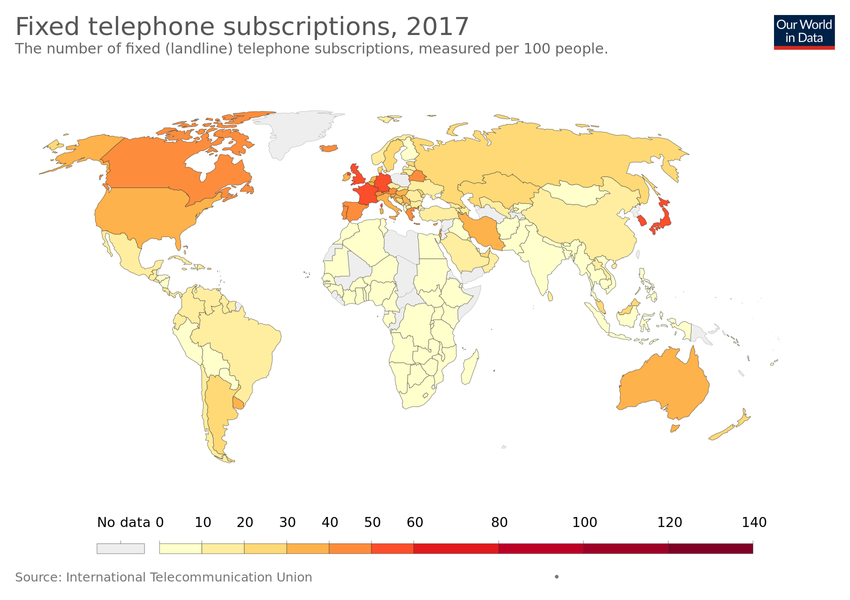 Fixed telephone subscriptions, 2017
Our World
in Data
The number of fixed (landline) telephone subscriptions, measured per 100 people.
No data 0 10 20 30 40 50 60 80 100 120 140
Source: International Telecommunication Union